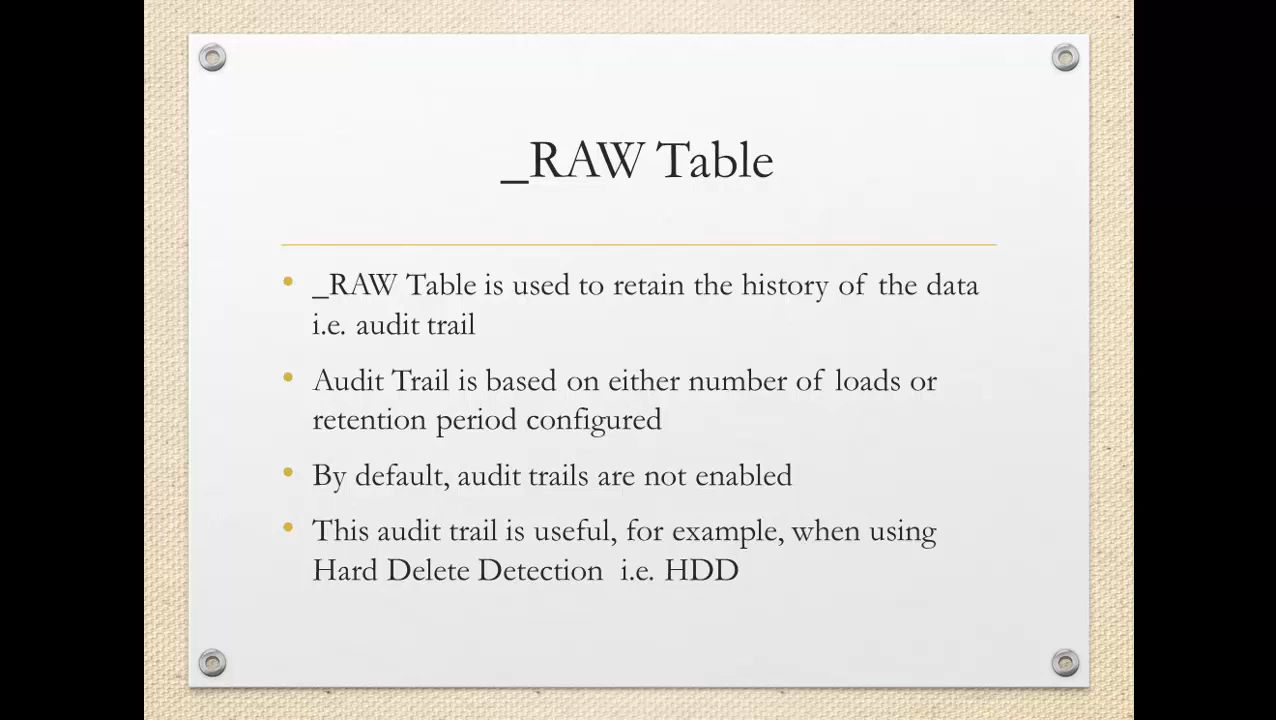 _RAW Table
• _RAW Table is used to retain the history of the data
i.e. audit trail
• Audit Trail is based on either number of loads or
retention period configured
• By default, audit trails are not enabled
• This audit trail is useful, for example, when using
Hard Delete Detection i.e. HDD